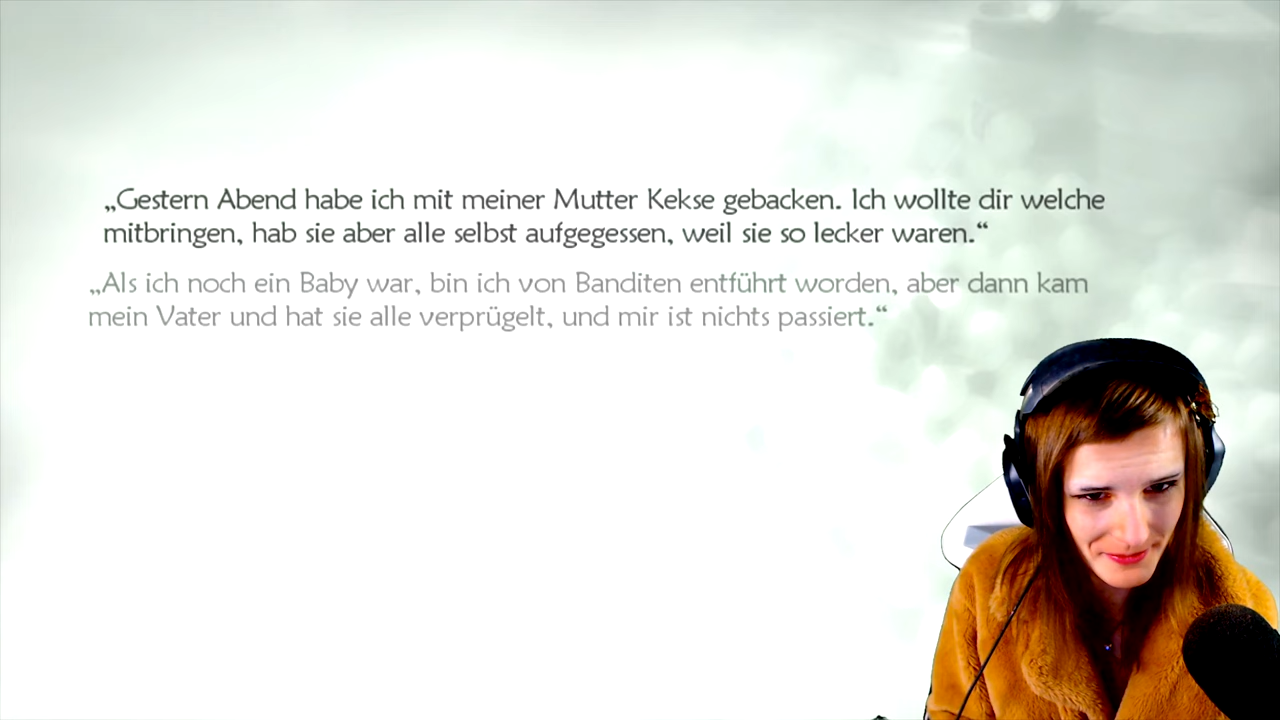 „Gestern Abend habe ich mit meiner Mutter Kekse gebacken. Ich wollte dir welche
mitbringen, hab sie aber alle selbst aufgegessen, weil sie so lecker waren.“
„Als ich noch ein Baby war, bin ich von Banditen entführt worden, aber dann kam
mein Vater und hat sie alle verprügelt, und mir ist nichts passiert.“